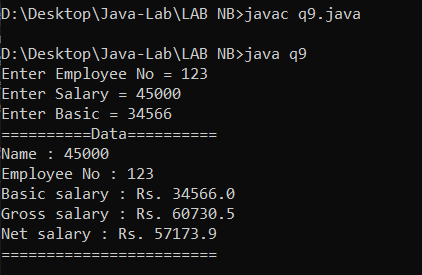 D:\Desktop\Java-Lab\LAB NB>javac q9.java
D:\Desktop\Java-Lab\LAB NB>java q9
Enter Employee No = 123
Enter Salary = 45000
Enter Basic = 34566
==========Data==========
Name : 45000
Employee No : 123
Basic salary : Rs. 34566.0
Gross salary : Rs. 60730.5
Net salary : Rs. 57173.9
========================